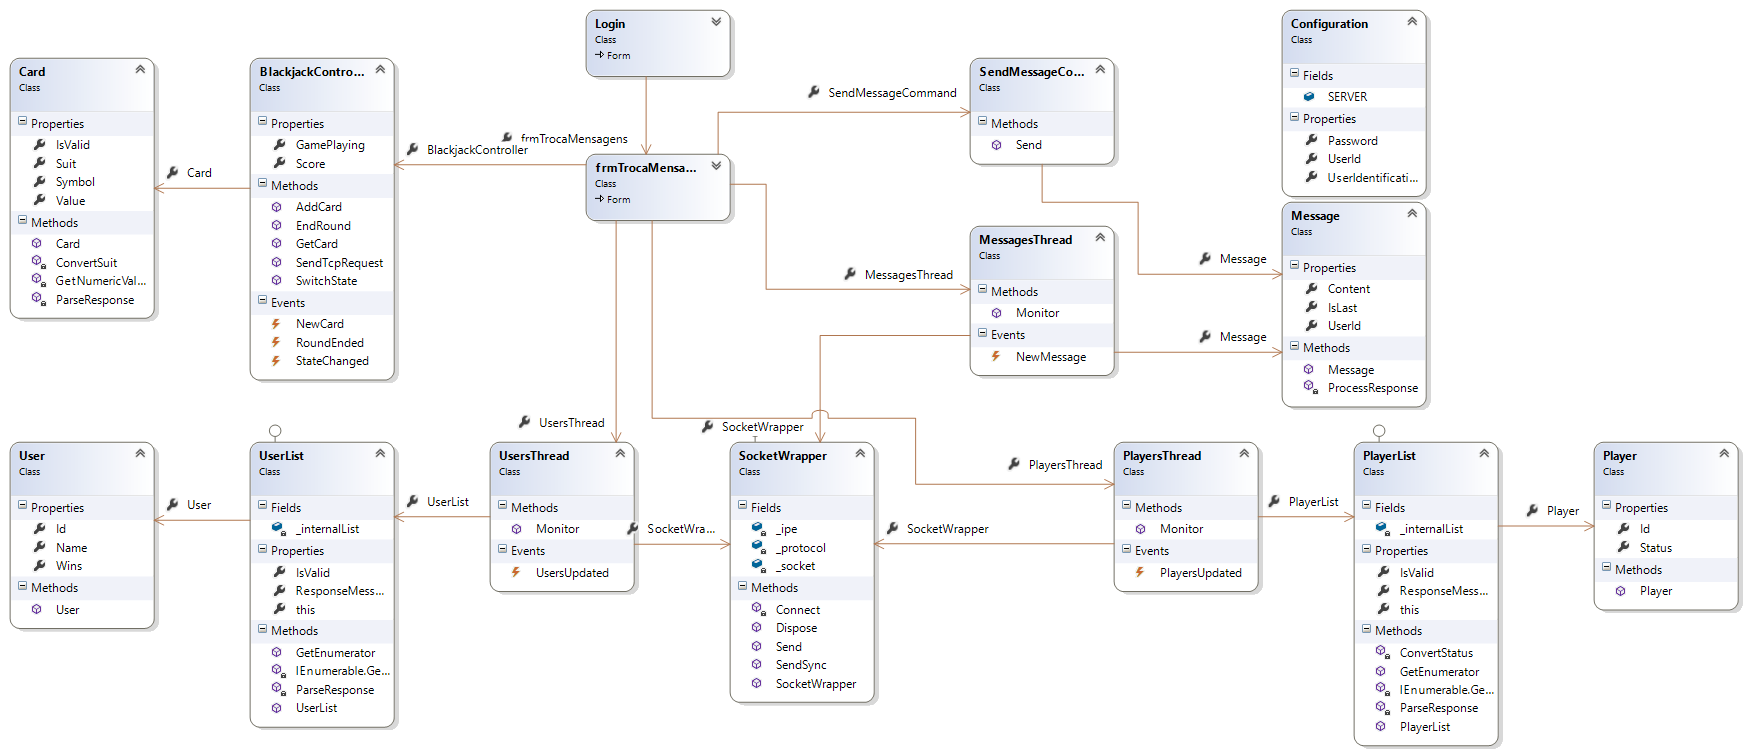 Login
Class
Form
Configuration
Class
Fields
SERVER
Properties
Password
UserId
UserIdentificati...
Card
Class
Properties
IsValid
Suit
Symbol
Value
Methods
Card
ConvertSuit
GetNumericVal...
ParseResponse
Card
BlackjackContro...
Class
Properties
GamePlaying
Score
Methods
AddCard
EndRound
GetCard
SendTcpRequest
SwitchState
Events
NewCard
RoundEnded
StateChanged
BlackjackController
frmTrocaMensagens
frmTrocaMensa...
Class
Form
SendMessageCommand
SendMessageCo...
Class
Methods
Send
MessagesThread
MessagesThread
Class
Methods
Monitor
Events
NewMessage
Message
Message
Message
Class
Properties
Content
IsLast
UserId
Methods
Message
ProcessResponse
User
Class
Properties
Id
Name
Wins
Methods
User
User
UserList
Class
Fields
_internalList
Properties
IsValid
ResponseMess...
this
Methods
GetEnumerator
IEnumerable.Ge...
ParseResponse
UserList
UserList
UsersThread
UsersThread
Class
Methods
Monitor
Events
UsersUpdated
SocketWra...
SocketWrapper
SocketWrapper
Class
Fields
_ipe
_protocol
_socket
Methods
Connect
Dispose
Send
SendSync
SocketWrapper
SocketWrapper
PlayersThread
PlayersThread
Class
Methods
Monitor
Events
PlayersUpdated
PlayerList
PlayerList
Class
Fields
_internalList
Properties
IsValid
ResponseMess...
this
Methods
ConvertStatus
GetEnumerator
IEnumerable.Ge...
ParseResponse
PlayerList
Player
Player
Class
Properties
Id
Status
Methods
Player